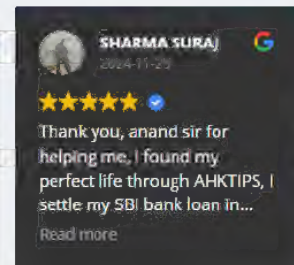 SHARMA SURAJ
2024-11-29
Thank you, anand sir for
helping me, I found my
perfect life through AHKTIPS, I
settle my SBI bank loan in...
Read more